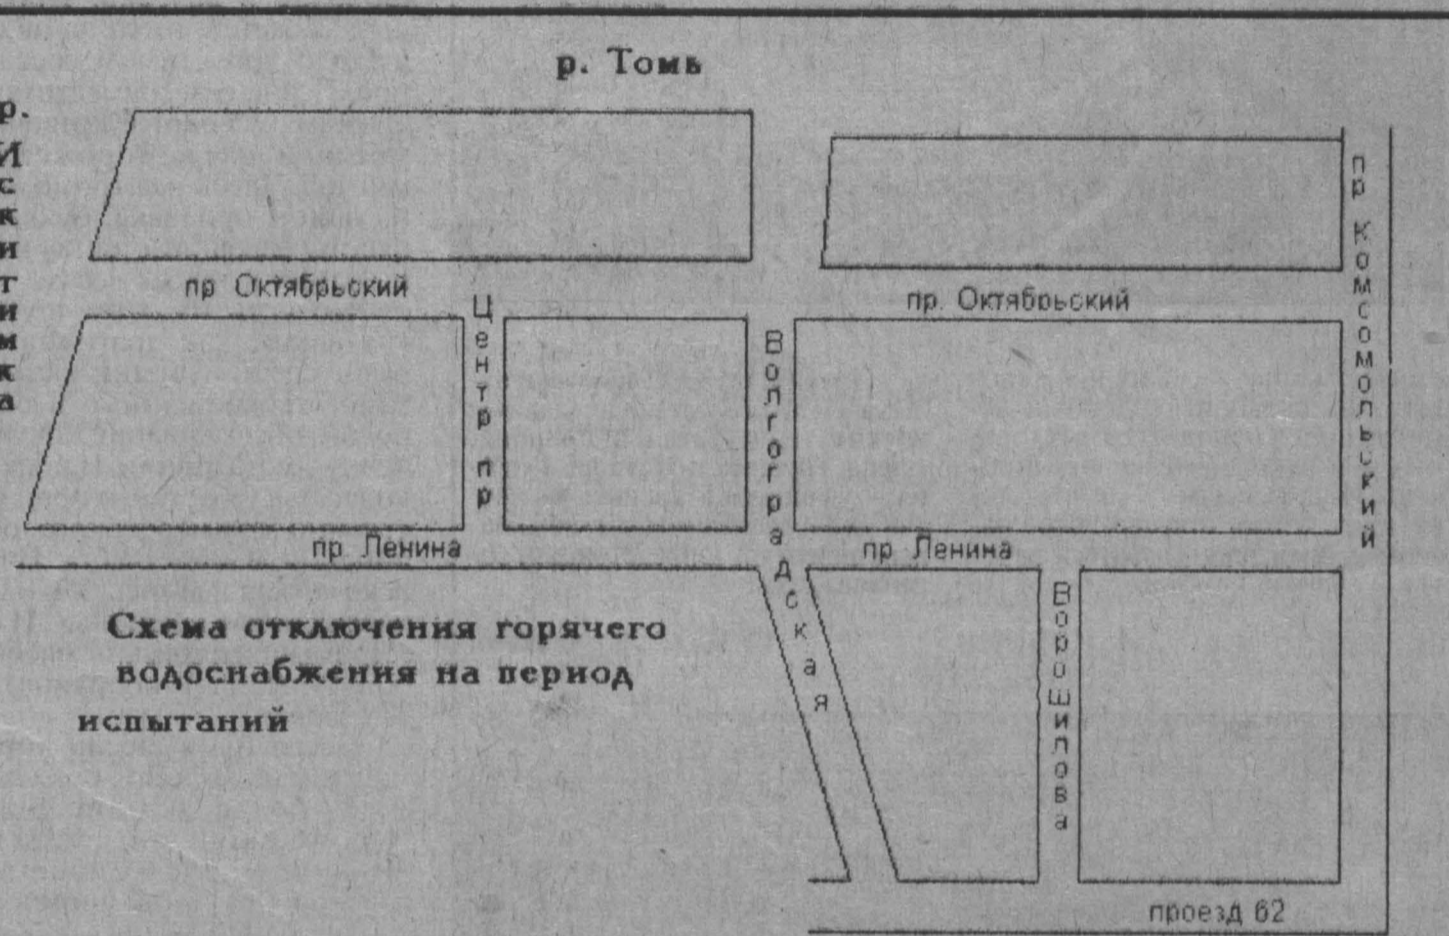 р. Томь
р. Искитимка
пр. Октябрьский
Центр пр
Волгоградская
пр. Октябрьский
пр Комсомольский
пр. Ленина
пр. Ленина
Схема отключения горячего
водоснабжения на период
испытаний
Ворошилова
проезд 62